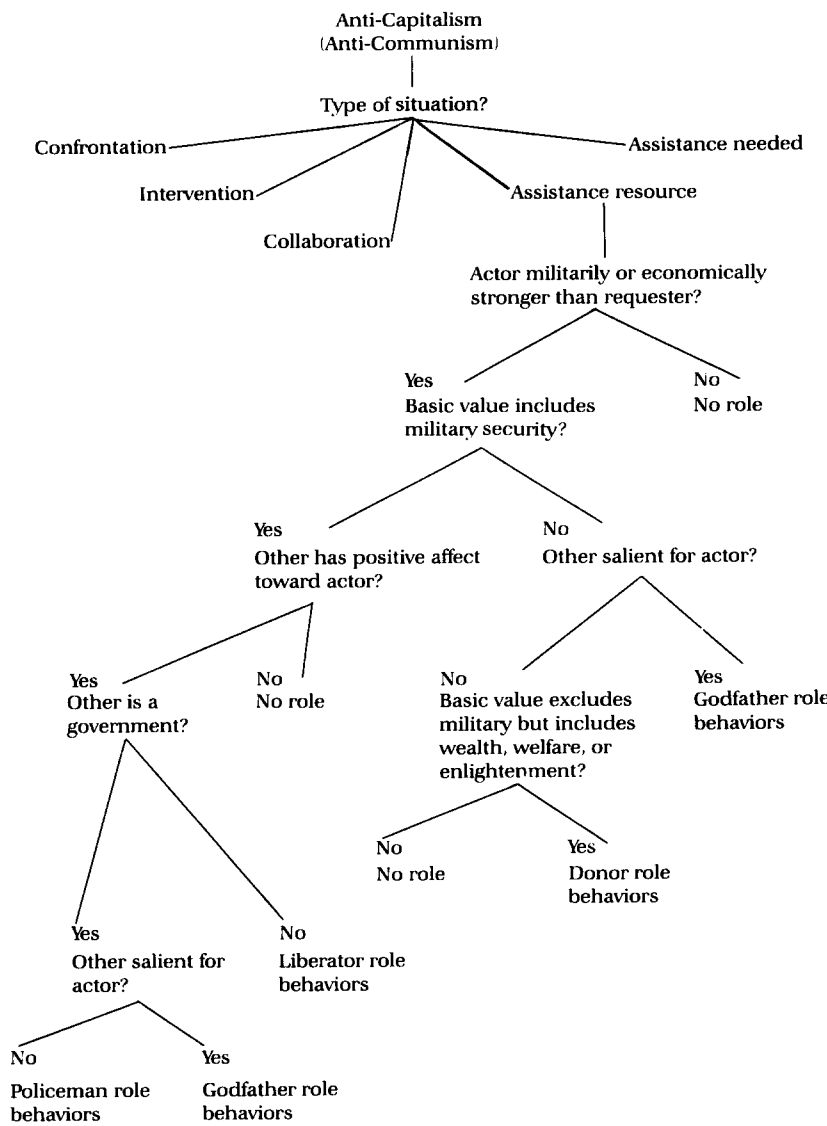 Anti-Capitalism
(Anti-Communism)
Type of situation?
Confrontation
Assistance needed
Intervention
Assistance resource
Collaboration
Actor militarily or economically
stronger than requester?
Yes
No
Basic value includes
military security?
No role
Yes
No
Other has positive affect
toward actor?
Other salient for actor?
Yes
Other is a
government?
No
No role
No
Basic value excludes
military but includes
wealth, welfare, or
enlightenment?
Yes
Godfather role
behaviors
No
No role
Yes
Donor role
behaviors
Yes
Other salient for
actor?
No
Liberator role
behaviors
No
Policeman role
behaviors
Yes
Godfather role
behaviors